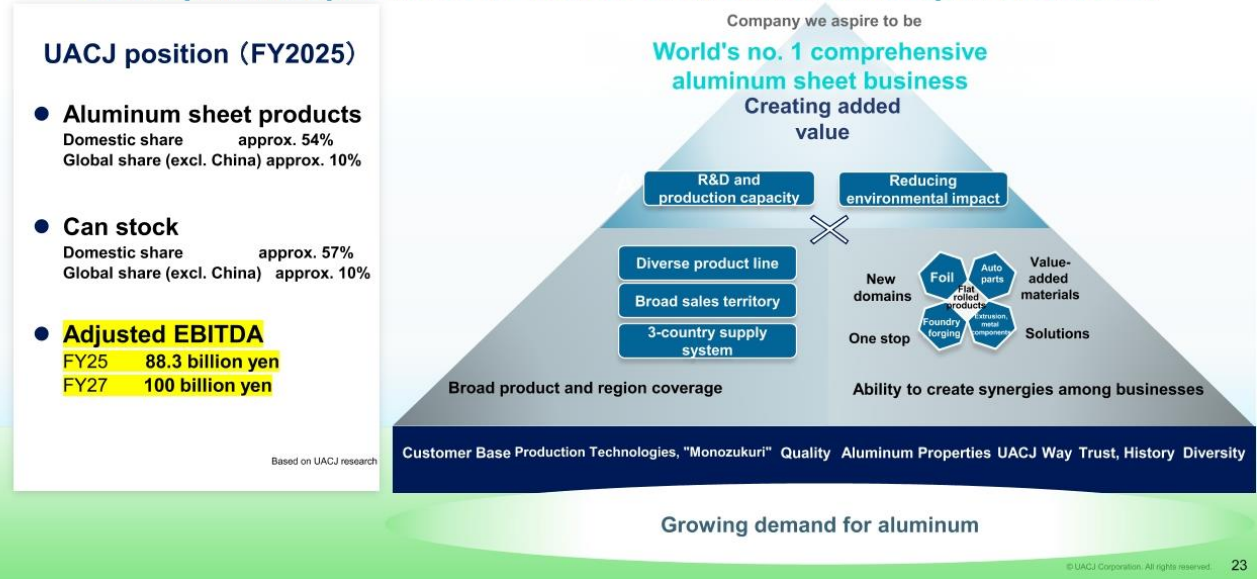 UACJ position（FY2025）
● Aluminum sheet products
Domestic share approx. 54%
Global share (excl. China) approx. 10%
● Can stock
Domestic share approx. 57%
Global share (excl. China) approx. 10%
● Adjusted EBITDA
FY25 88.3 billion yen
FY27 100 billion yen
Based on UACJ research
Company we aspire to be
World's no. 1 comprehensive
aluminum sheet business
Creating added
value
R&D and
production capacity
Reducing
environmental impact
Diverse product line
Broad sales territory
3-country supply
system
Broad product and region coverage
New
domains
One stop
Foil
Auto
parts
Flat
rolled
products
Foundry
forging
Extrusion,
metal
components
Value-
added
materials
Solutions
Ability to create synergies among businesses
Customer Base Production Technologies, "Monozukuri" Quality Aluminum Properties UACJ Way Trust, History Diversity
Growing demand for aluminum
© UACJ Corporation. All rights reserved. 23